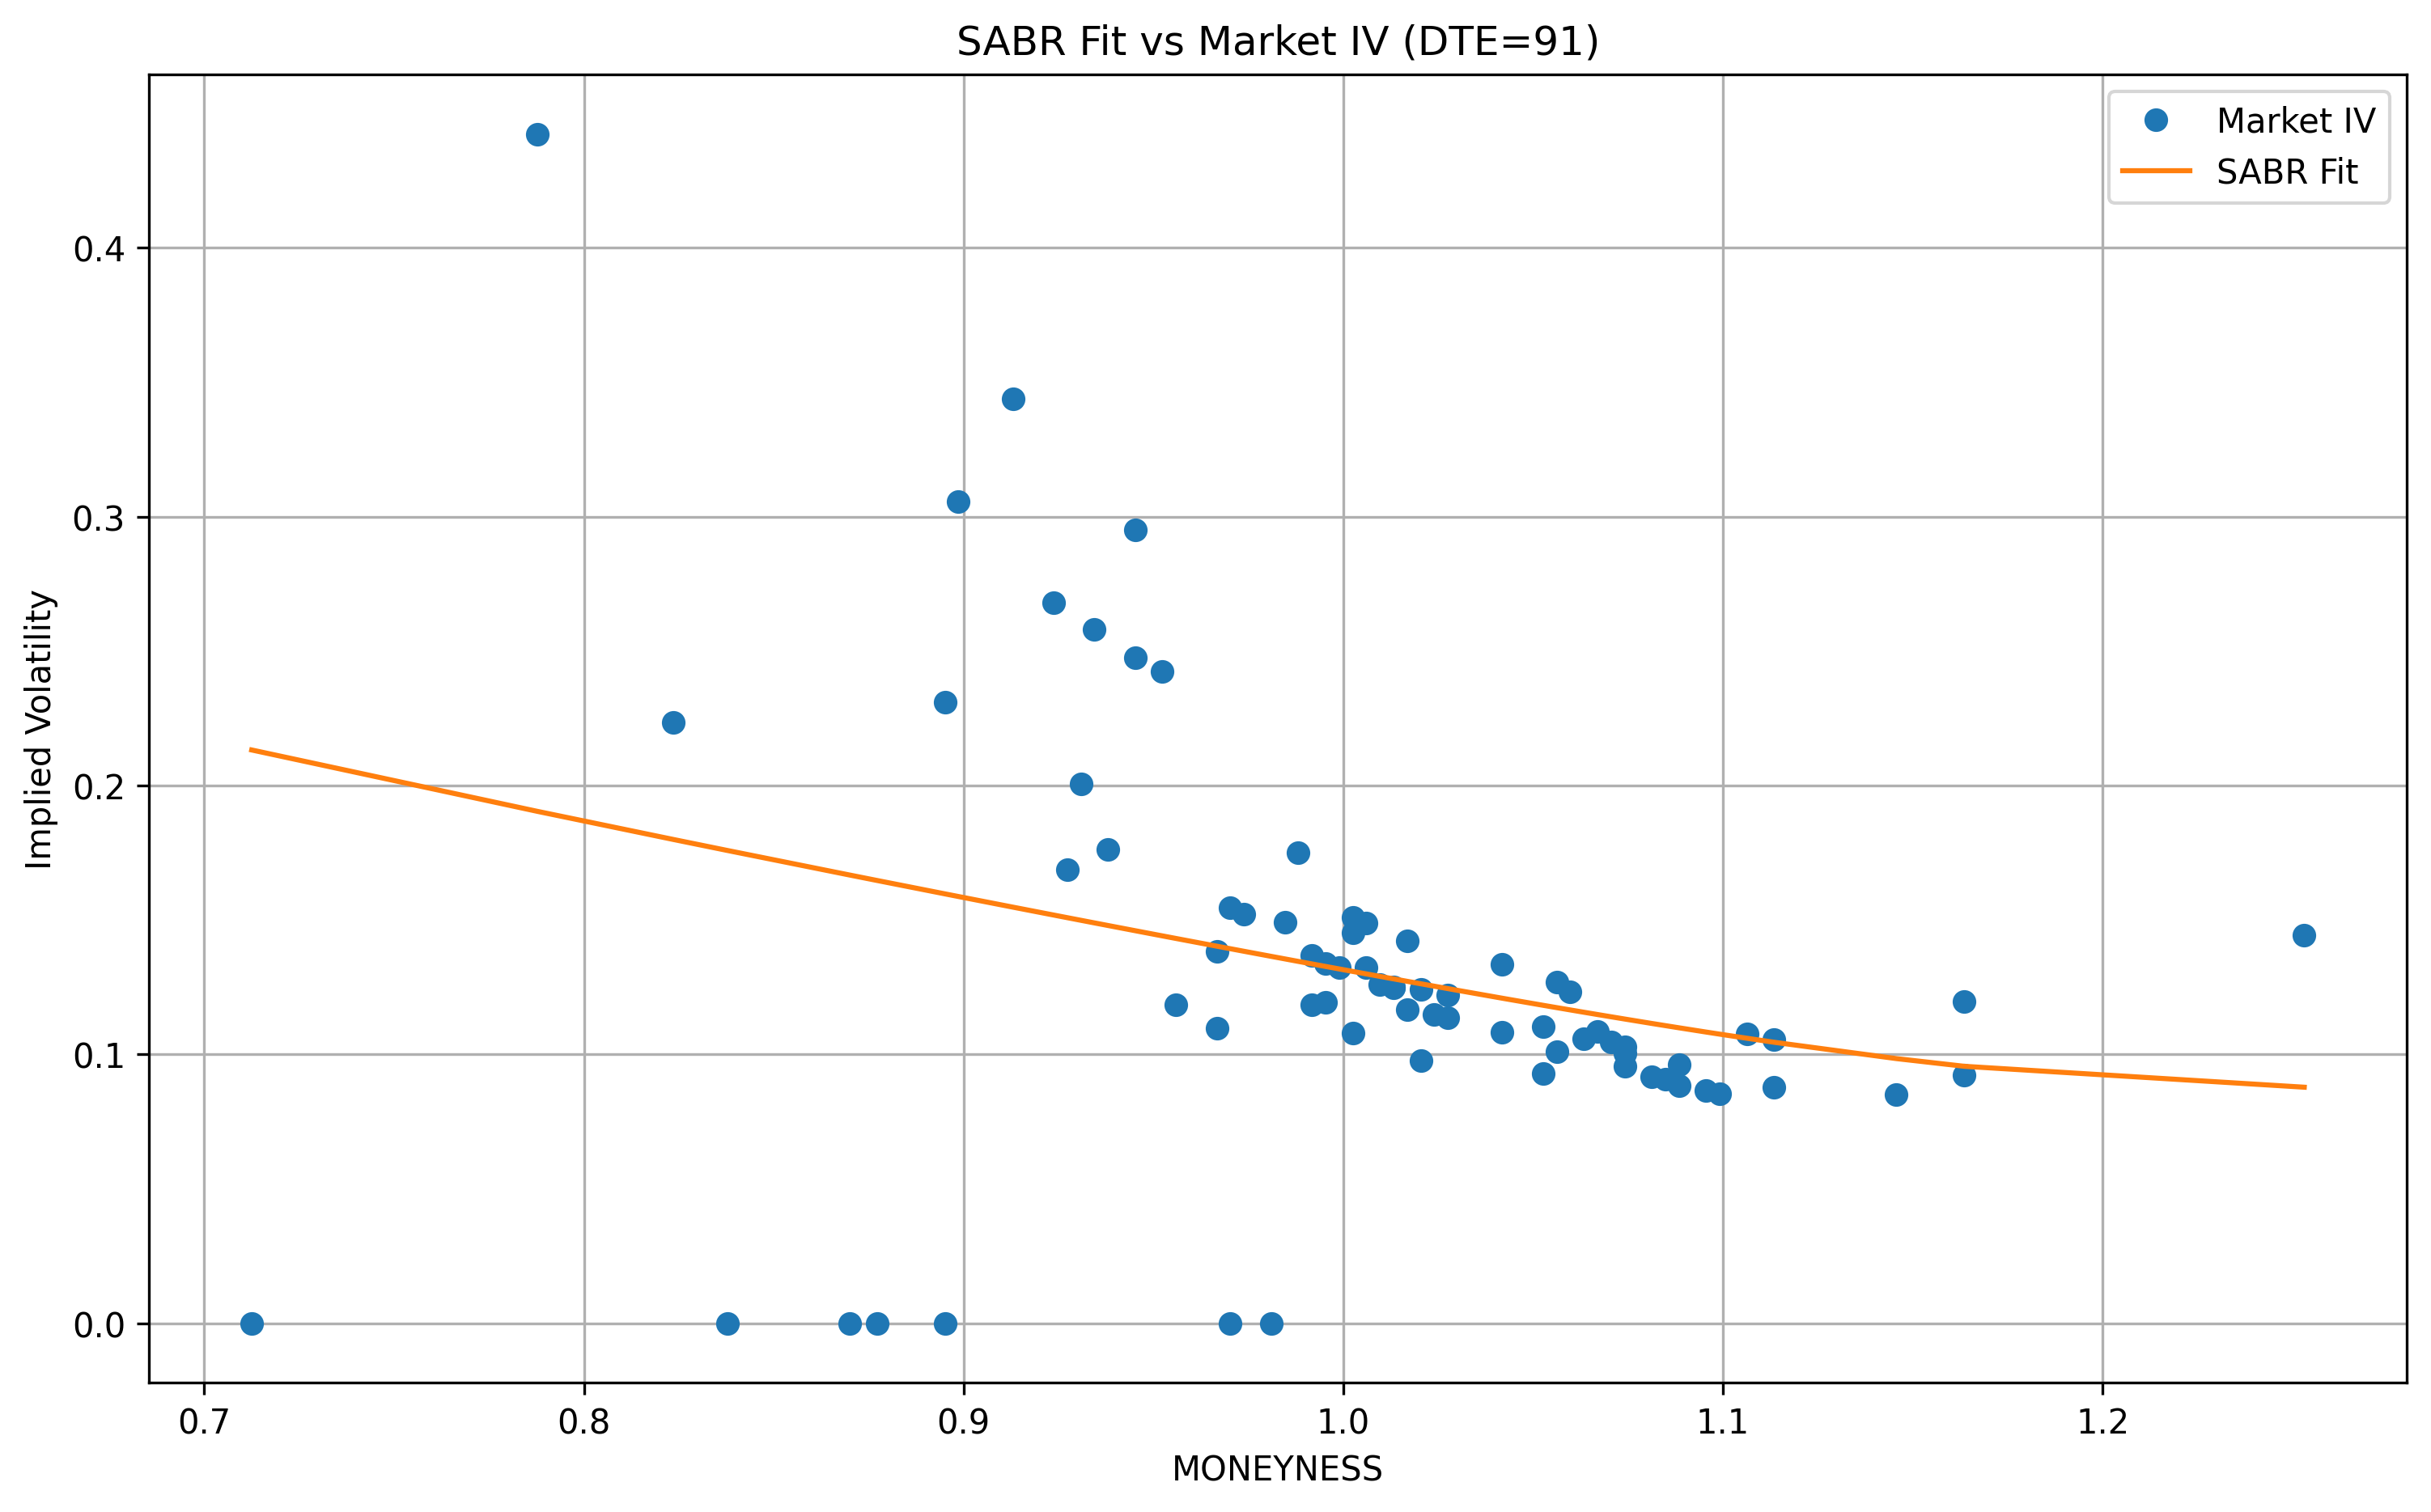 SABR Fit vs Market IV (DTE=91)
Market IV
SABR Fit
Implied Volatility
0.4
0.3
0.2
0.1
0.0
0.7
0.8
0.9
1.0
1.1
1.2
MONEYNESS